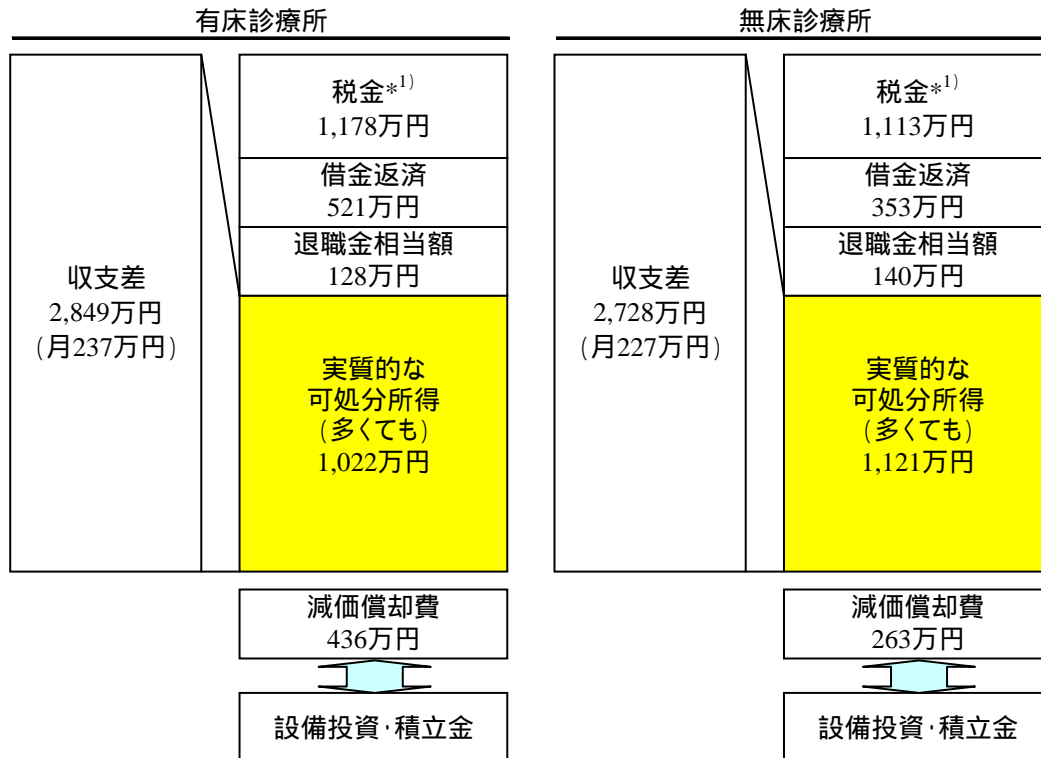 有床診療所
収支差
2,849万円
(月237万円)
税金*1)
1,178万円
借金返済
521万円
退職金相当額
128万円
実質的な
可処分所得
(多くても)
1,022万円
減価償却費
436万円
設備投資･積立金
無床診療所
収支差
2,728万円
(月227万円)
税金*1)
1,113万円
借金返済
353万円
退職金相当額
140万円
実質的な
可処分所得
(多くても)
1,121万円
減価償却費
263万円
設備投資･積立金